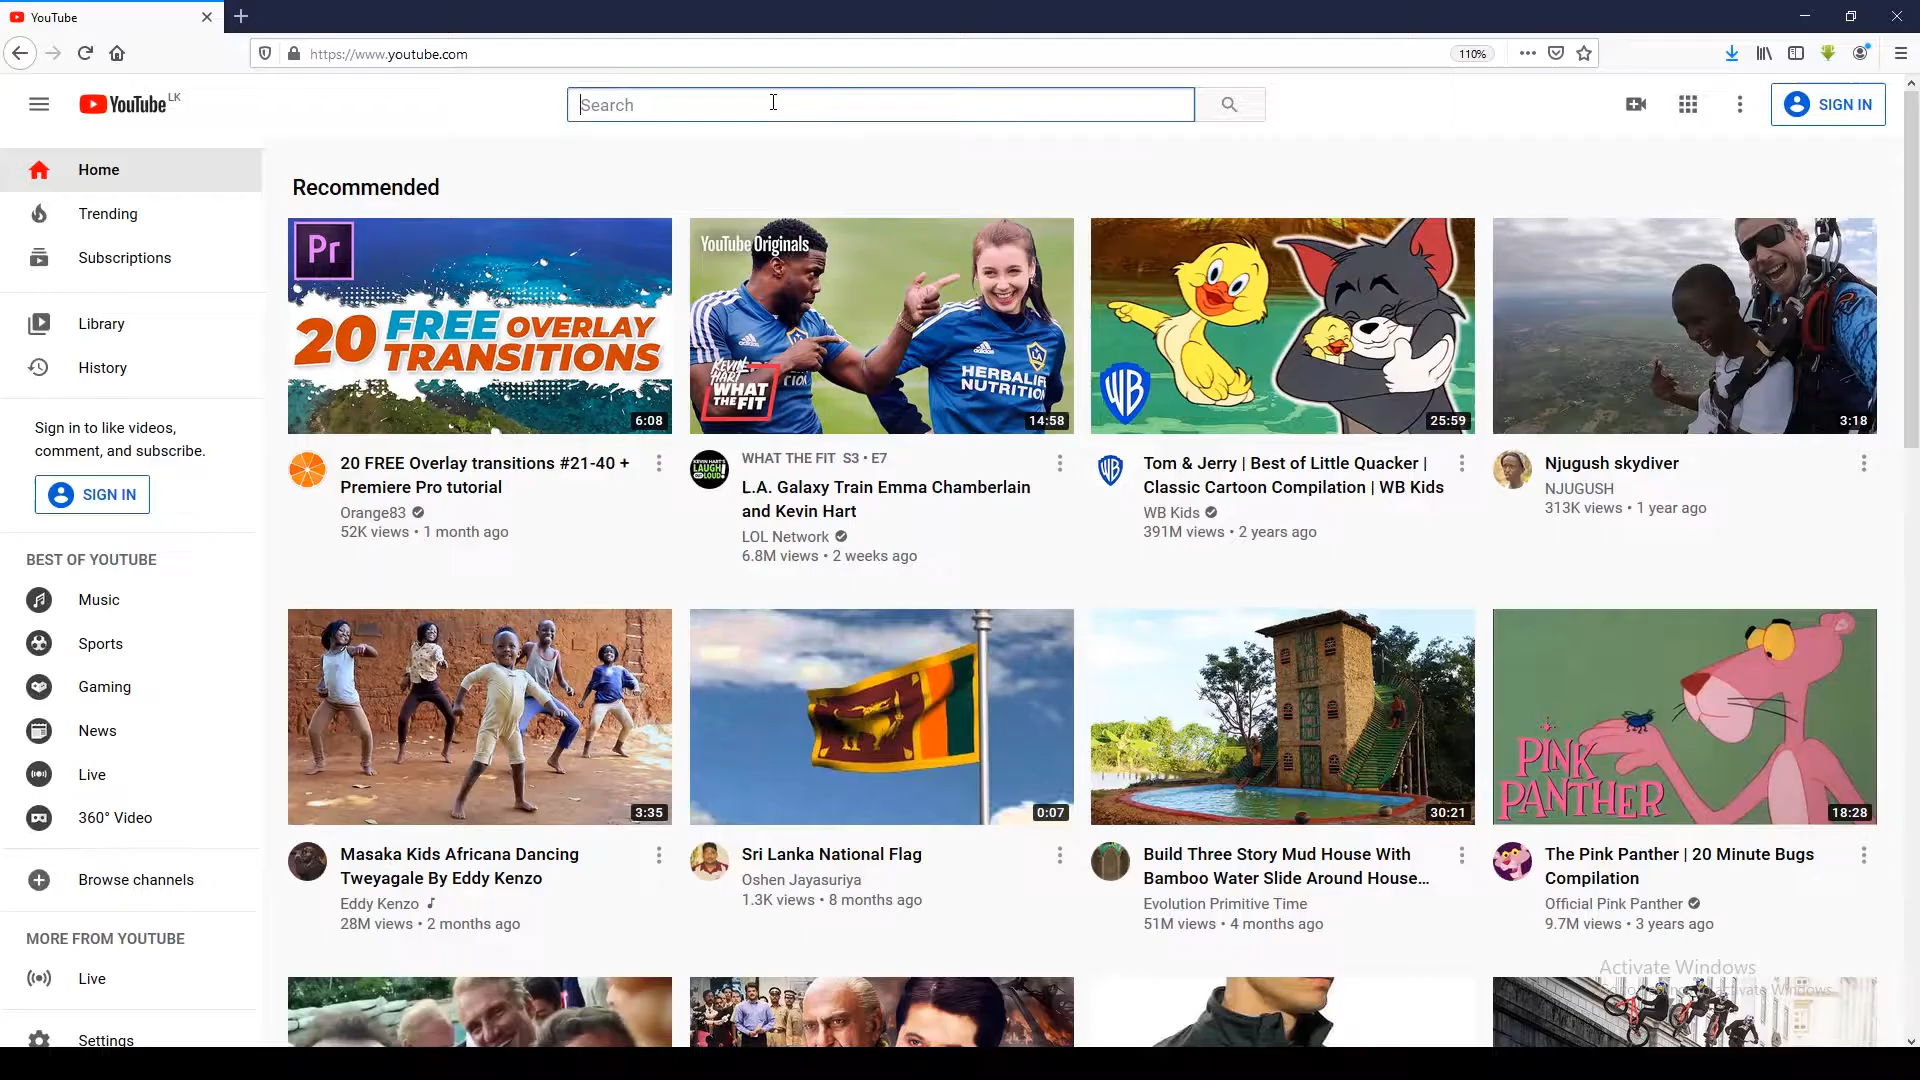 YouTube
https://www.youtube.com
110%
YouTube LK
Search
SIGN IN
Home
Trending
Subscriptions
Library
History
Sign in to like videos,
comment, and subscribe.
SIGN IN
BEST OF YOUTUBE
Music
Sports
Gaming
News
Live
360° Video
Browse channels
MORE FROM YOUTUBE
Live
Settings
Recommended
Pr
20 FREE OVERLAY
TRANSITIONS
6:08
20 FREE Overlay transitions #21-40 +
Premiere Pro tutorial
Orange83
52K views • 1 month ago
YouTube Originals
adidas
adidas
LA
HERBALIFE
NUTRITION
KEVIN HART
WHAT
THE FIT
14:58
WHAT THE FIT S3 • E7
L.A. Galaxy Train Emma Chamberlain
and Kevin Hart
LOL Network
6.8M views • 2 weeks ago
WB
25:59
Tom & Jerry | Best of Little Quacker |
Classic Cartoon Compilation | WB Kids
WB Kids
391M views • 2 years ago
3:18
Njugush skydiver
NJUGUSH
313K views • 1 year ago
3:35
Masaka Kids Africana Dancing
Tweyagale By Eddy Kenzo
Eddy Kenzo
28M views • 2 months ago
0:07
Sri Lanka National Flag
Oshen Jayasuriya
1.3K views • 8 months ago
30:21
Build Three Story Mud House With
Bamboo Water Slide Around House...
Evolution Primitive Time
51M views • 4 months ago
PINK
PANTHER
18:28
The Pink Panther | 20 Minute Bugs
Compilation
Official Pink Panther
9.7M views • 3 years ago
Activate Windows